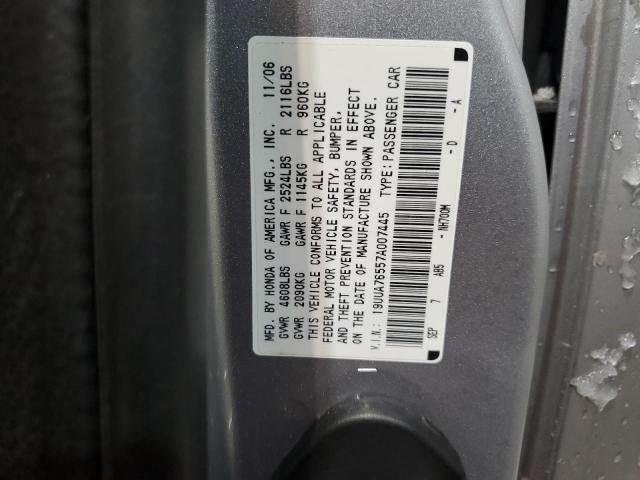 MFD. BY HONDA OF AMERICA MFG., INC. 11/06
GVWR 4608LBS GAWR F 2524LBS R 2116LBS
GVWR 2090KG GAWR F 1145KG R 960KG
THIS VEHICLE CONFORMS TO ALL APPLICABLE
FEDERAL MOTOR VEHICLE SAFETY, BUMPER,
AND THEFT PREVENTION STANDARDS IN EFFECT
ON THE DATE OF MANUFACTURE SHOWN ABOVE.
V.I.N.: 19UUA76557A007445 TYPE: PASSENGER CAR
SEP 7 AB5 - NH700M - D - A